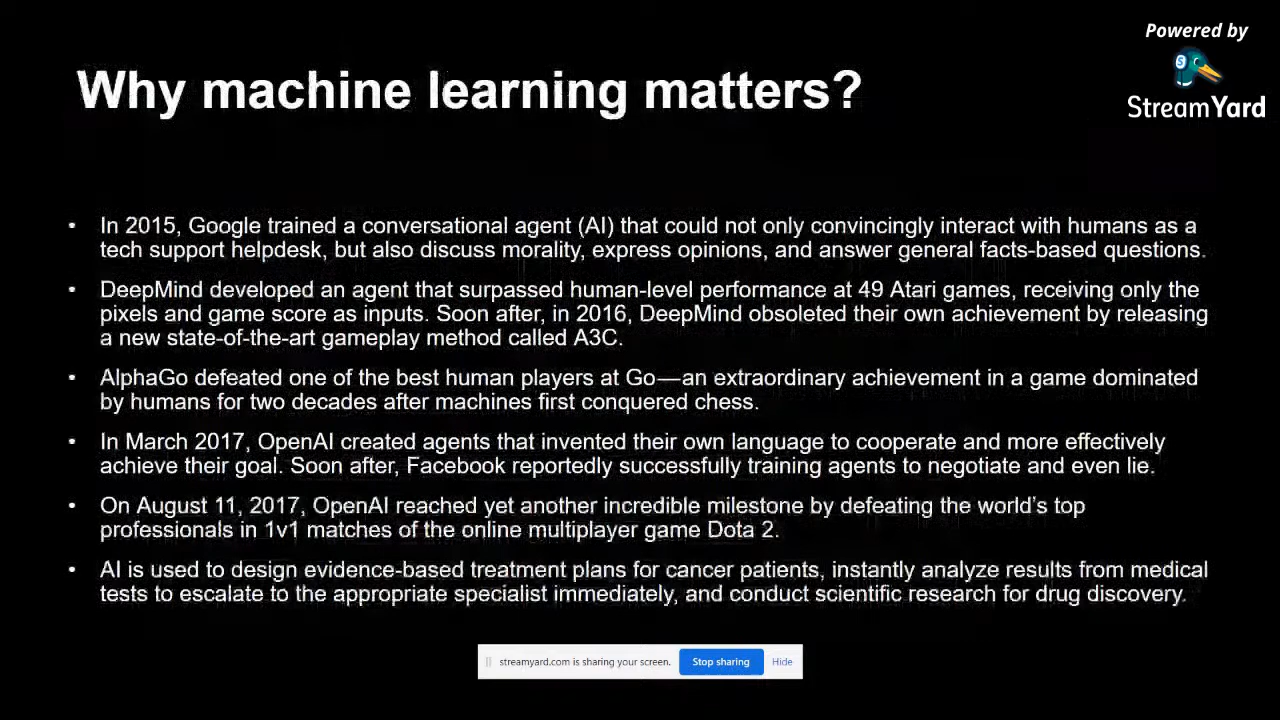 Powered by
StreamYard
Why machine learning matters?
• In 2015, Google trained a conversational agent (AI) that could not only convincingly interact with humans as a
tech support helpdesk, but also discuss morality, express opinions, and answer general facts-based questions.
• DeepMind developed an agent that surpassed human-level performance at 49 Atari games, receiving only the
pixels and game score as inputs. Soon after, in 2016, DeepMind obsoleted their own achievement by releasing
a new state-of-the-art gameplay method called A3C.
• AlphaGo defeated one of the best human players at Go—an extraordinary achievement in a game dominated
by humans for two decades after machines first conquered chess.
• In March 2017, OpenAI created agents that invented their own language to cooperate and more effectively
achieve their goal. Soon after, Facebook reportedly successfully training agents to negotiate and even lie.
• On August 11, 2017, OpenAI reached yet another incredible milestone by defeating the world's top
professionals in 1v1 matches of the online multiplayer game Dota 2.
• AI is used to design evidence-based treatment plans for cancer patients, instantly analyze results from medical
tests to escalate to the appropriate specialist immediately, and conduct scientific research for drug discovery.
streamyard.com is sharing your screen. Stop sharing Hide